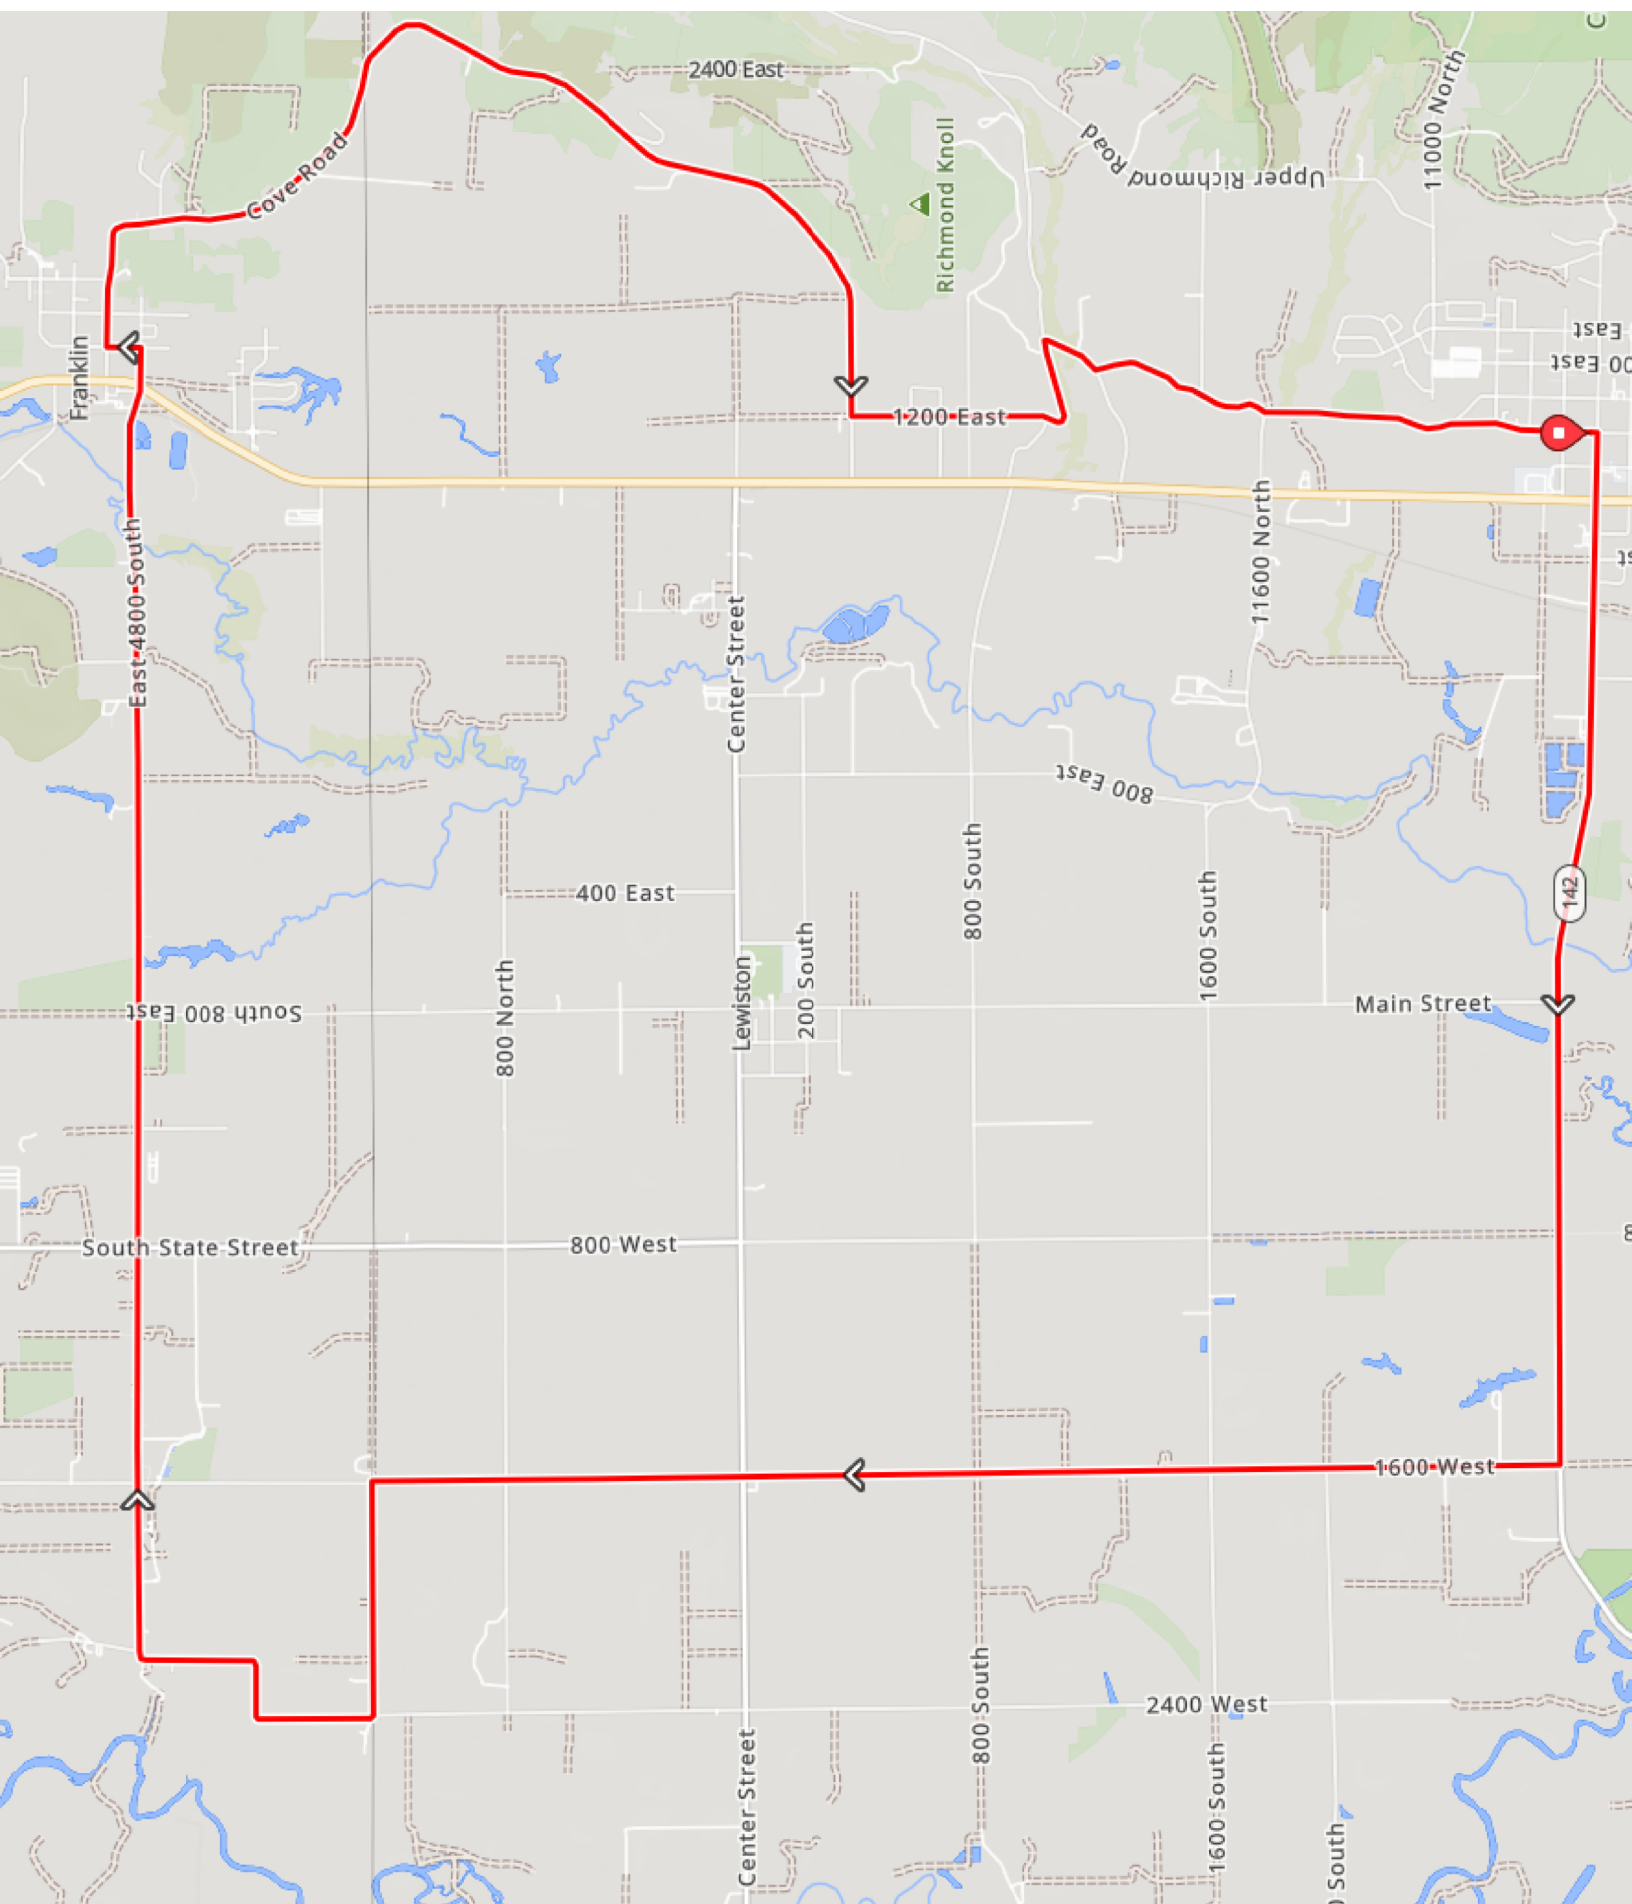 2400 East
11000 North
Upper Richmond Road
Richmond Knoll
Cove Road
Franklin
East
1200 East
11600 North
East 4800 South
Center Street
800 East
400 East
800 South
1600 South
142
200 South
Lewiston
800 North
South 800 East
Main Street
South State Street
800 West
1600 West
800 South
2400 West
Center Street
1600 South
South